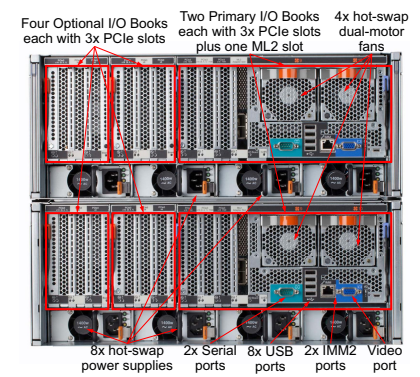 Four Optional I/O Books
each with 3x PCIe slots
Two Primary I/O Books
each with 3x PCIe slots
plus one ML2 slot
4x hot-swap
dual-motor
fans
8x hot-swap
power supplies
2x Serial
ports
8x USB
ports
2x IMM2
ports
Video
port